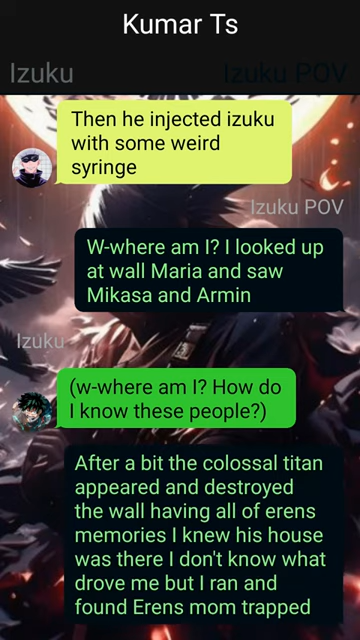 Kumar Ts
Izuku
Izuku POV
Then he injected izuku
with some weird
syringe
Izuku POV
W-where am I? I looked up
at wall Maria and saw
Mikasa and Armin
Izuku
(w-where am I? How do
I know these people?)
After a bit the colossal titan
appeared and destroyed
the wall having all of erens
memories I knew his house
was there I don't know what
drove me but I ran and
found Erens mom trapped